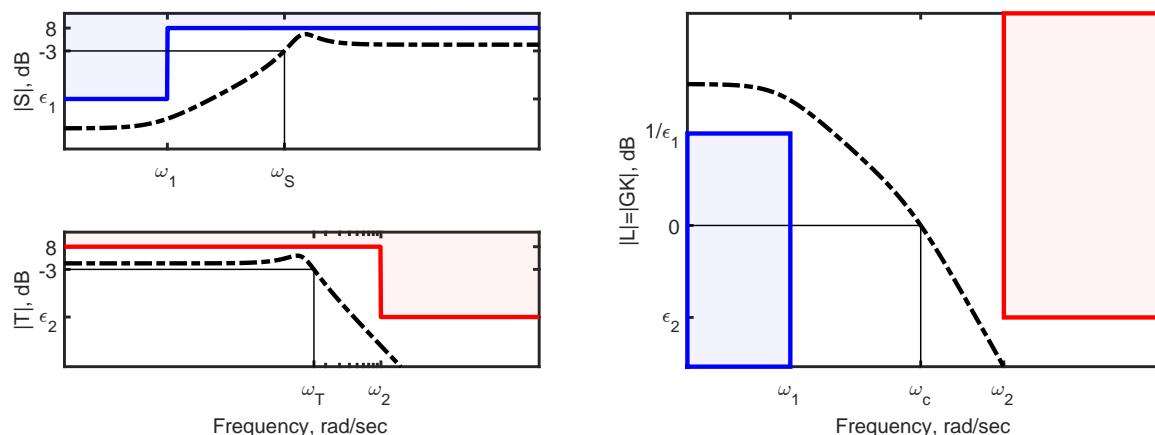 |S|, dB
8
-3
ϵ1
ω1
ωS
|T|, dB
8
-3
ϵ2
ωT
ω2
Frequency, rad/sec
|L|=|GK|, dB
1/ϵ1
0
ϵ2
ω1
ωc
ω2
Frequency, rad/sec